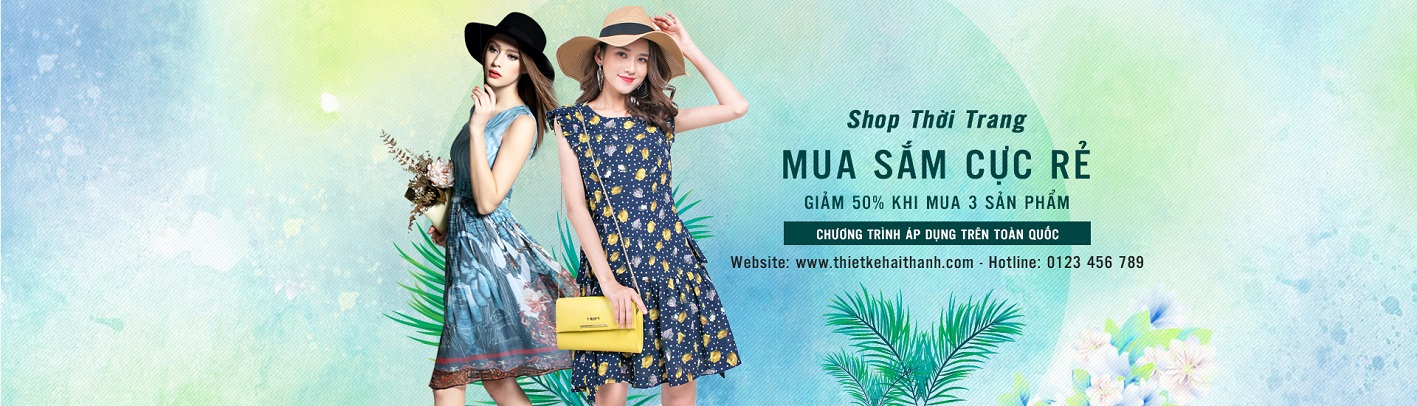 Shop Thời Trang
MUA SẮM CỰC RẺ
GIẢM 50% KHI MUA 3 SẢN PHẨM
CHƯƠNG TRÌNH ÁP DỤNG TRÊN TOÀN QUỐC
Website: www.thietkehaithanh.com - Hotline: 0123 456 789